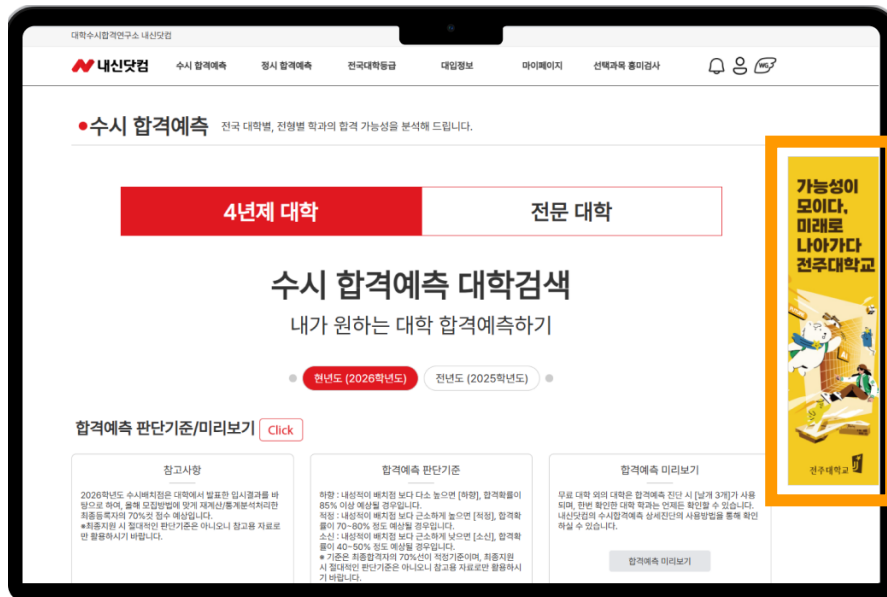 대학수시합격연구소 내신닷컴
내신닷컴
수시 합격예측 정시 합격예측 전국대학등급 대입정보 마이페이지 선택과목 흥미검사
수시 합격예측 전국 대학별, 전형별 학과의 합격 가능성을 분석해 드립니다.
4년제 대학 전문 대학
수시 합격예측 대학검색
내가 원하는 대학 합격예측하기
현년도 (2026학년도) 전년도 (2025학년도)
합격예측 판단기준/미리보기 Click
참고사항
2026학년도 수시배치점은 대학에서 발표한 입시결과를 바
탕으로 하여, 올해 모집방법에 맞게 재계산/통계분석처리한
최종등록자의 70%컷 점수 예상입니다.
※최종지원 시 절대적인 판단기준은 아니오니 참고용 자료로
만 활용하시기 바랍니다.
합격예측 판단기준
하향 : 내성적이 배치점 보다 다소 높으면 [하향], 합격확률이
85% 이상 예상될 경우입니다.
적정 : 내성적이 배치점 보다 근소하게 높으면 [적정], 합격확
률이 70~80% 정도 예상될 경우입니다.
소신 : 내성적이 배치점 보다 근소하게 낮으면 [소신], 합격확
률이 40~50% 정도 예상될 경우입니다.
※ 기준은 최종합격자의 70%선이 적정기준이며, 최종지원
시 절대적인 판단기준은 아니오니 참고용 자료로만 활용하시
기 바랍니다.
합격예측 미리보기
무료 대학 외의 대학은 합격예측 진단 시 [날개 3개]가 사용
되며, 한번 확인한 대학 학과는 언제든 확인할 수 있습니다.
내신닷컴의 수시합격예측 상세진단의 사용방법을 통해 확인
하실 수 있습니다.
합격예측 미리보기
가능성이
모이다,
미래로
나아가다
전주대학교
AI
전주대학교